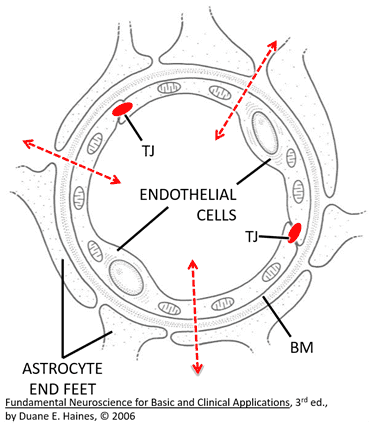 TJ
ENDOTHELIAL
CELLS
TJ
BM
ASTROCYTE
END FEET
Fundamental Neuroscience for Basic and Clinical Applications, 3rd ed.,
by Duane E. Haines, © 2006